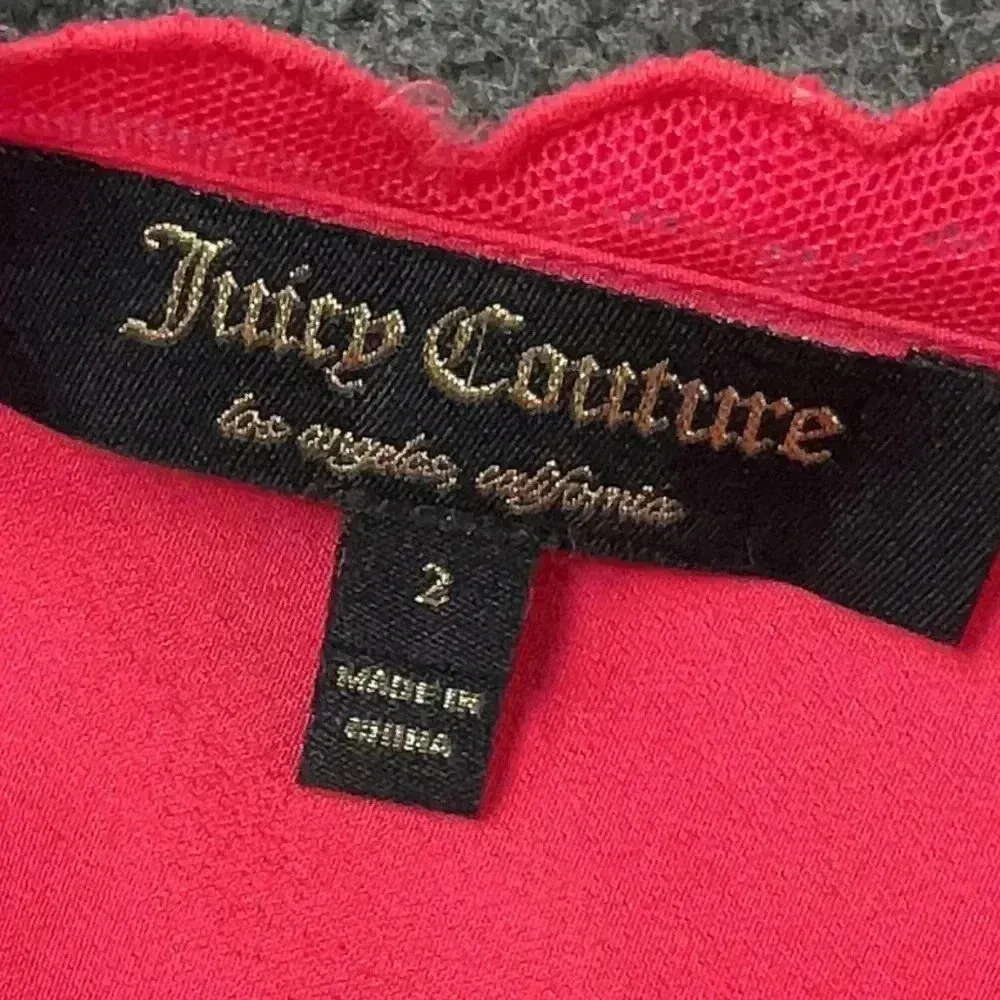 Juicy Couture
los angeles, california
2
MADE IN
CHINA